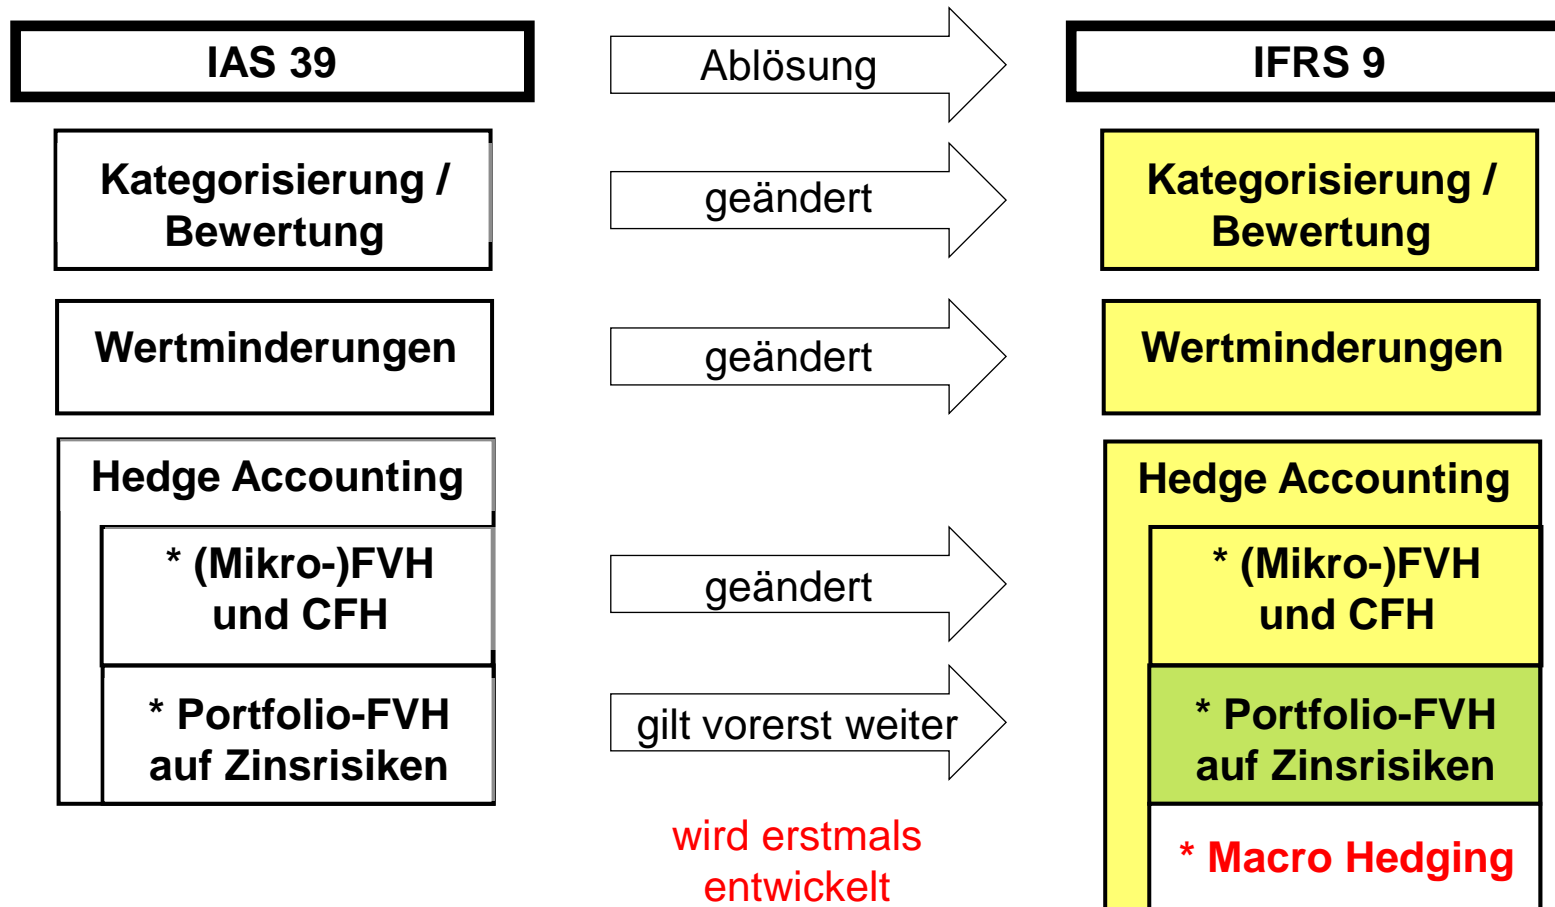 IAS 39
Ablösung
IFRS 9
Kategorisierung /
Bewertung
geändert
Kategorisierung /
Bewertung
Wertminderungen
geändert
Wertminderungen
Hedge Accounting
Hedge Accounting
* (Mikro-)FVH
und CFH
geändert
* (Mikro-)FVH
und CFH
* Portfolio-FVH
auf Zinsrisiken
gilt vorerst weiter
* Portfolio-FVH
auf Zinsrisiken
wird erstmals
entwickelt
* Macro Hedging